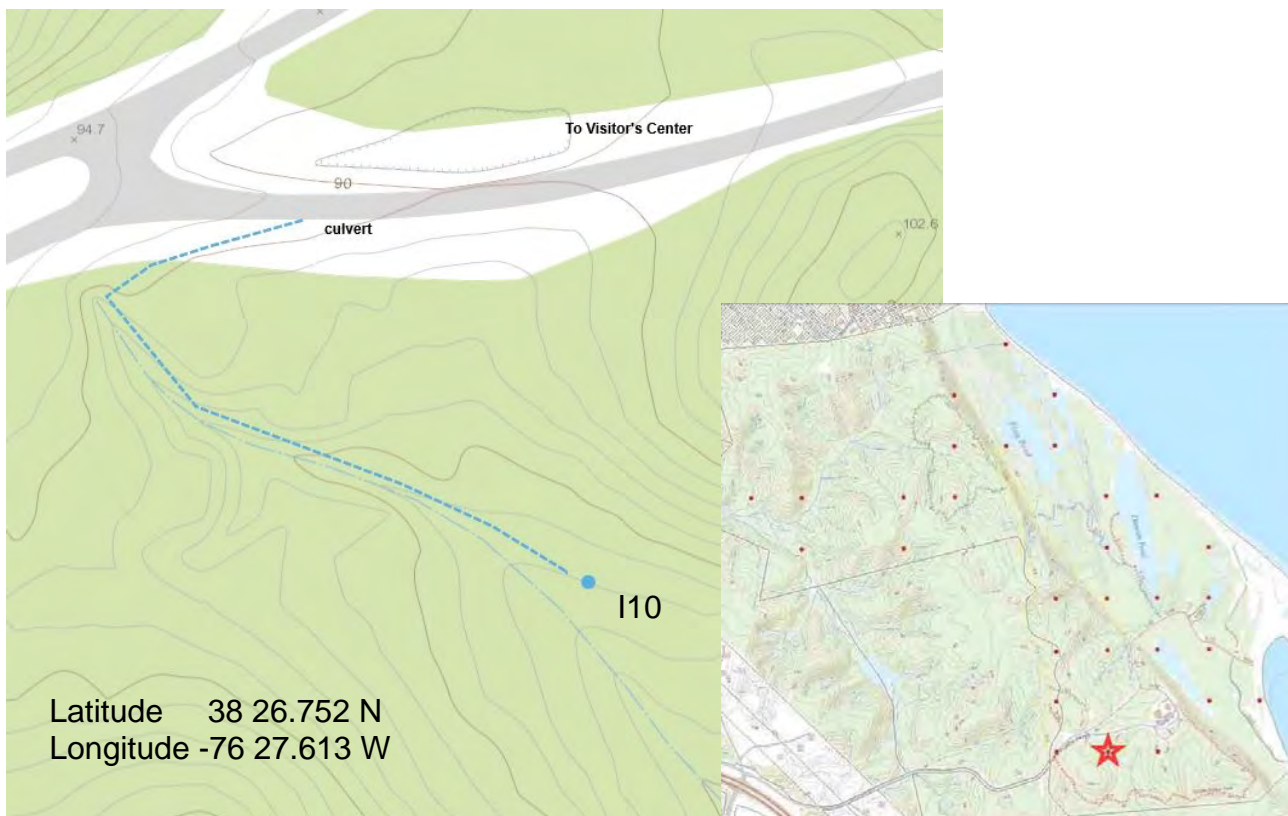 94.7
To Visitor's Center
90
culvert
102.6
I10
Latitude 38 26.752 N
Longitude -76 27.613 W